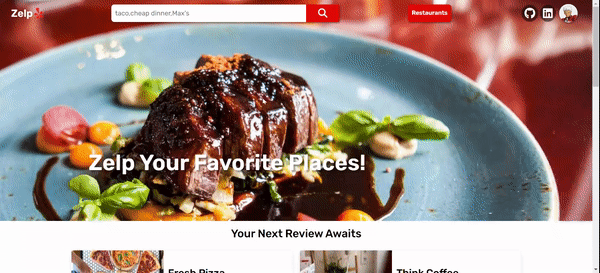 Zelp
taco,cheap dinner,Max's
Restaurants
Zelp Your Favorite Places!
Your Next Review Awaits
Fresh Pizza
Think Coffee